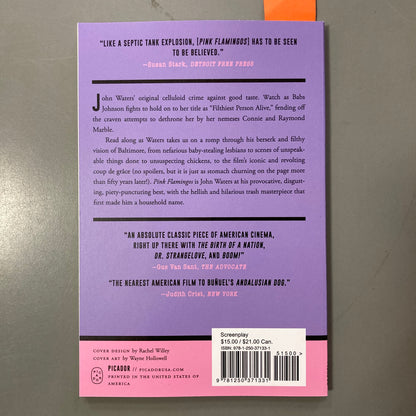 "LIKE A SEPTIC TANK EXPLOSION, [PINK FLAMINGOS] HAS TO BE SEEN
TO BE BELIEVED."
—Susan Stark, DETROIT FREE PRESS
John Waters' original celluloid crime against good taste. Watch as Babs
Johnson fights to hold on to her title as "Filthiest Person Alive," fending off
the craven attempts to dethrone her by her nemeses Connie and Raymond
Marble.
Read along as Waters takes us on a romp through his berserk and filthy
vision of Baltimore, from nefarious baby-stealing lesbians to scenes of unspeak-
able things done to unsuspecting chickens, to the film's iconic and revolting
coup de grâce (no spoilers, but it is just as stomach churning on the page more
than fifty years later!). Pink Flamingos is John Waters at his provocative, disgust-
ing, piety-puncturing best, with the hellish and hilarious trash masterpiece that
first made him a household name.
"AN ABSOLUTE CLASSIC PIECE OF AMERICAN CINEMA,
RIGHT UP THERE WITH THE BIRTH OF A NATION,
DR. STRANGELOVE, AND BOOM!"
—Gus Van Sant, THE ADVOCATE
"THE NEAREST AMERICAN FILM TO BUÑUEL'S ANDALUSIAN DOG."
—Judith Crist, NEW YORK
COVER DESIGN by Rachel Willey
COVER ART by Wayne Hollowell
PICADOR // PICADORUSA.COM
PRINTED IN THE UNITED STATES OF
AMERICA
Screenplay
$15.00 / $21.00 Can.
ISBN: 978-1-250-37133-1
51500>
9 781250 371331